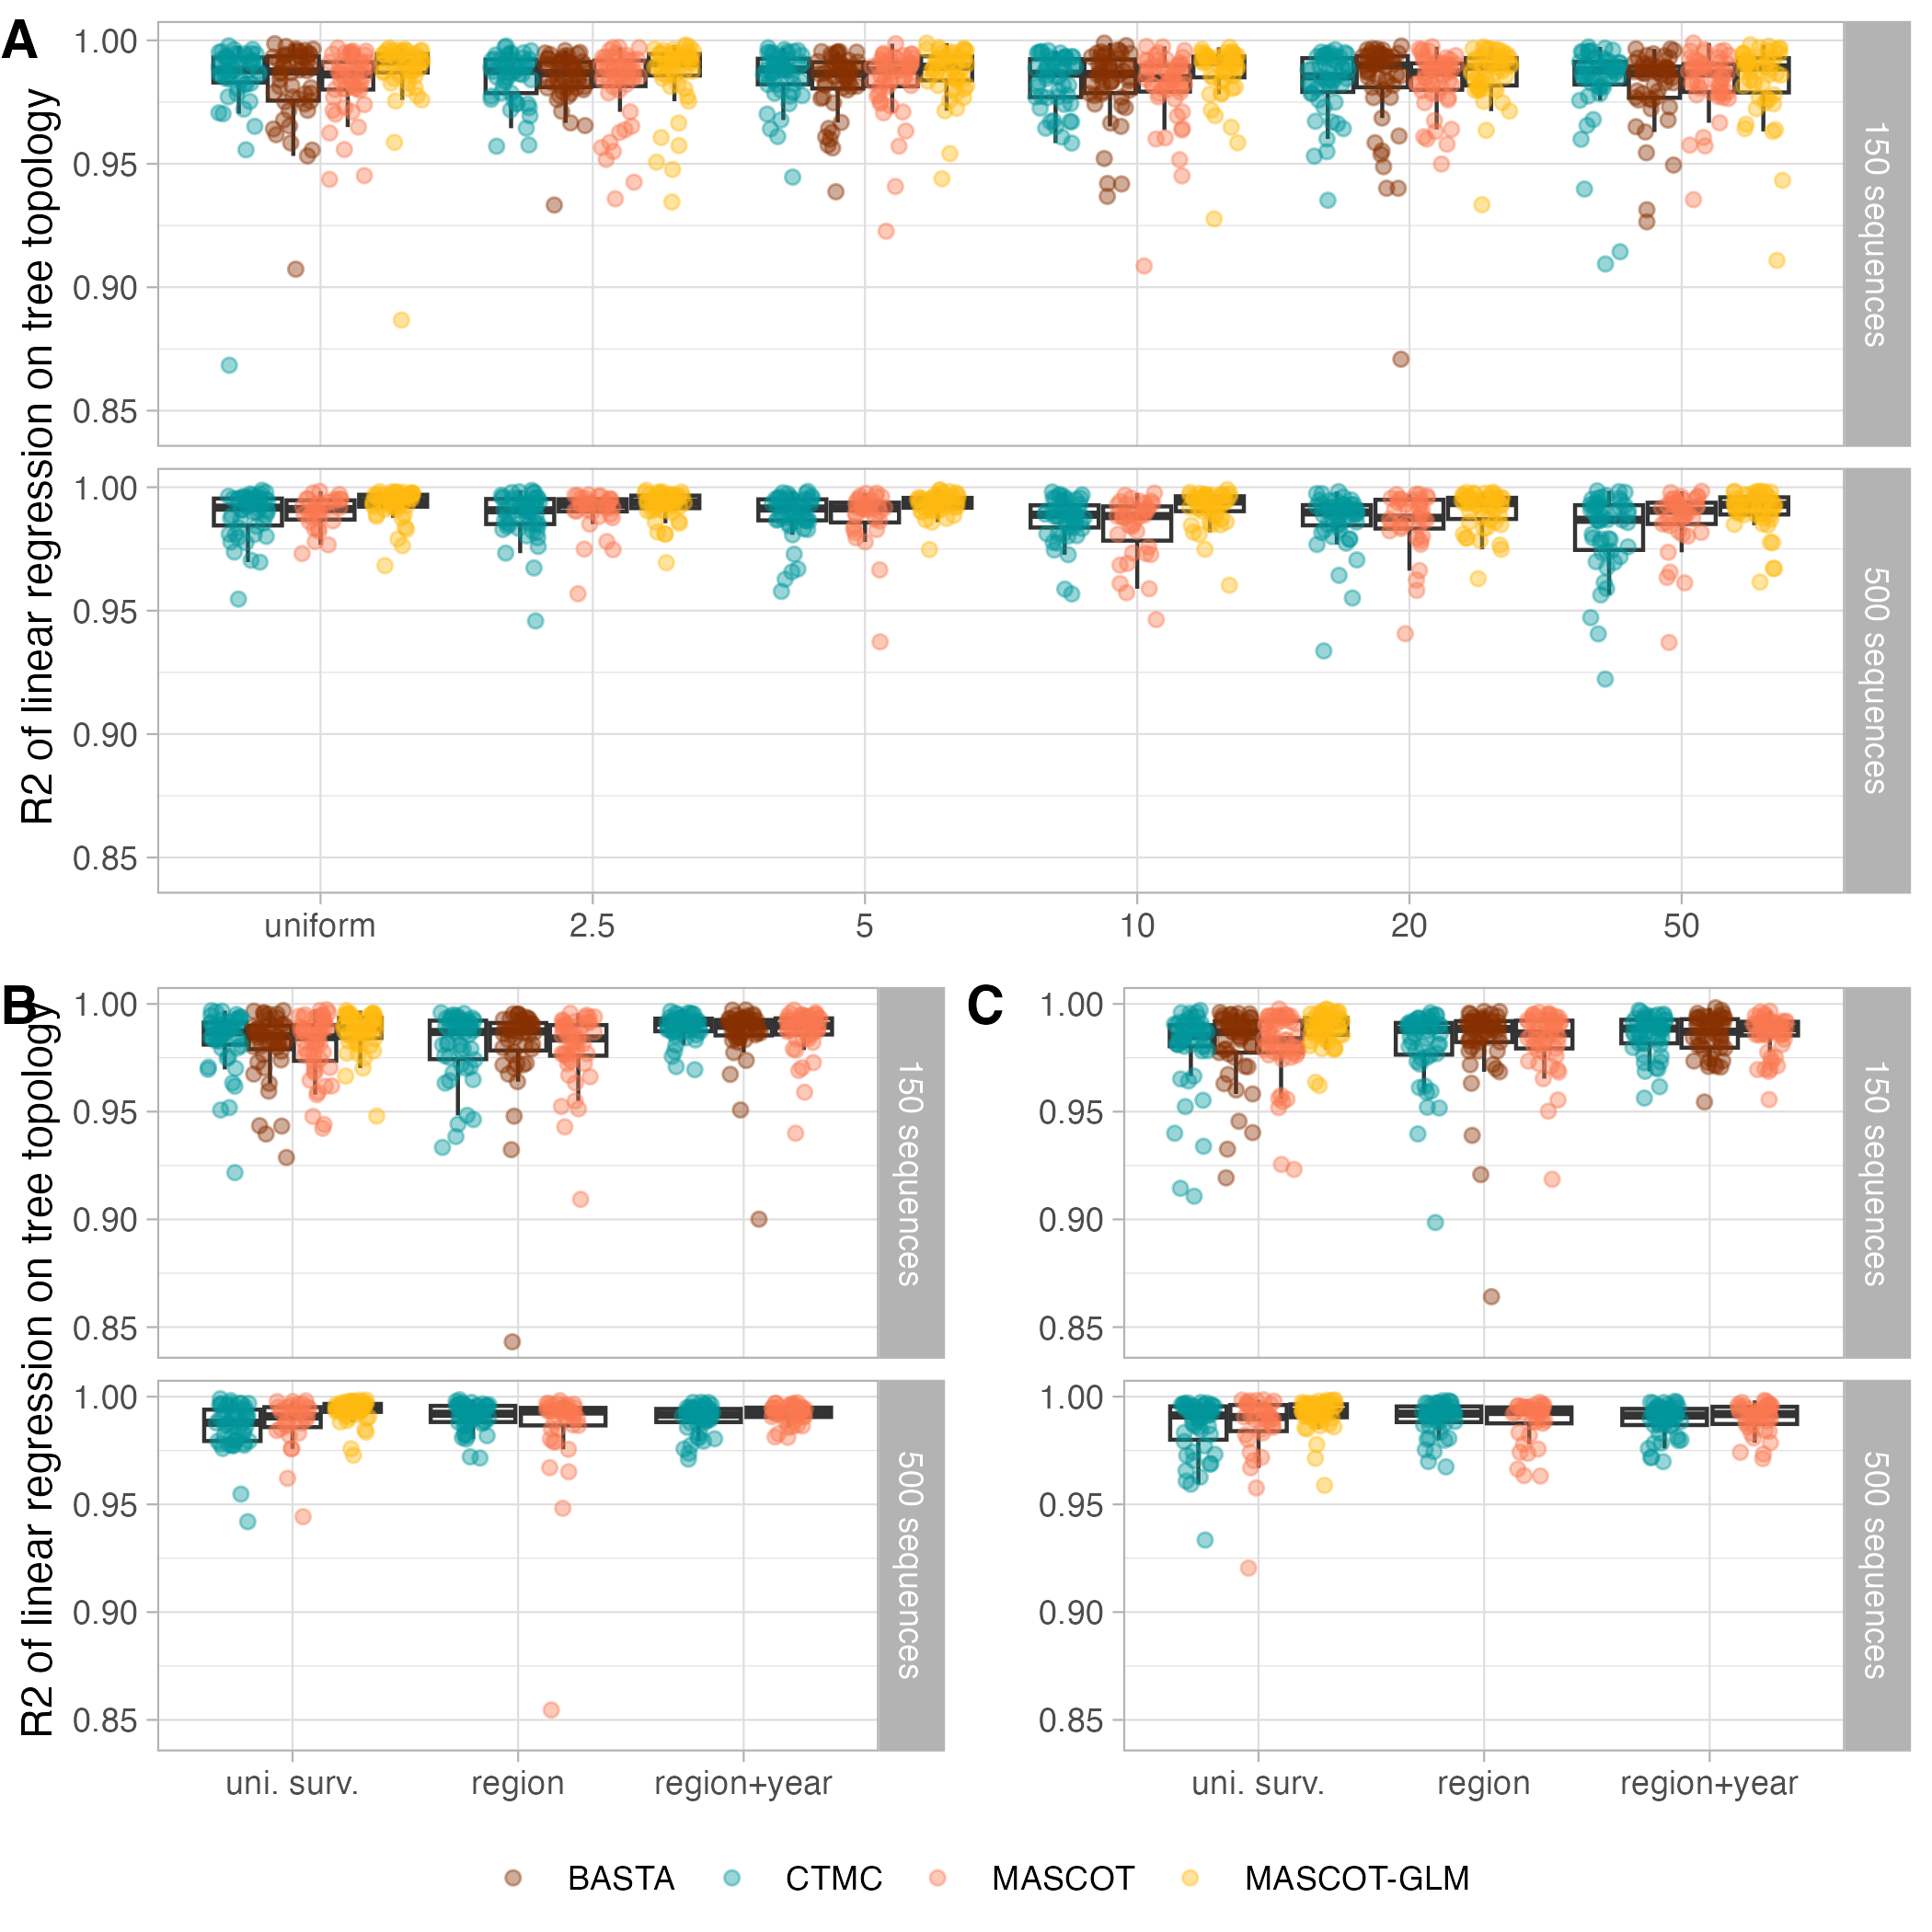 A
R2 of linear regression on tree topology
1.00
0.95
0.90
0.85
150 sequences
1.00
0.95
0.90
0.85
500 sequences
uniform 2.5 5 10 20 50
B
R2 of linear regression on tree topology
1.00
0.95
0.90
0.85
150 sequences
1.00
0.95
0.90
0.85
500 sequences
uni. surv. region region+year
C
1.00
0.95
0.90
0.85
150 sequences
1.00
0.95
0.90
0.85
500 sequences
uni. surv. region region+year
BASTA CTMC MASCOT MASCOT-GLM